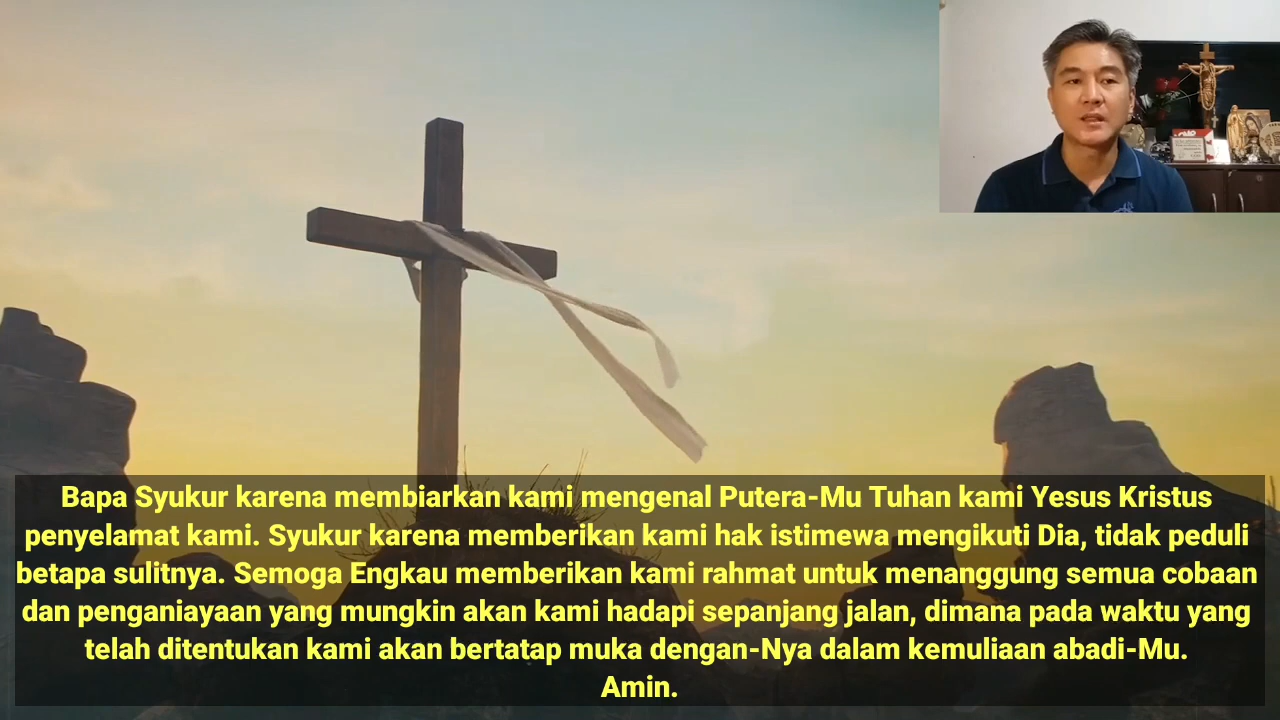 Bapa Syukur karena membiarkan kami mengenal Putera-Mu Tuhan kami Yesus Kristus
penyelamat kami. Syukur karena memberikan kami hak istimewa mengikuti Dia, tidak peduli
betapa sulitnya. Semoga Engkau memberikan kami rahmat untuk menanggung semua cobaan
dan penganiayaan yang mungkin akan kami hadapi sepanjang jalan, dimana pada waktu yang
telah ditentukan kami akan bertatap muka dengan-Nya dalam kemuliaan abadi-Mu.
Amin.